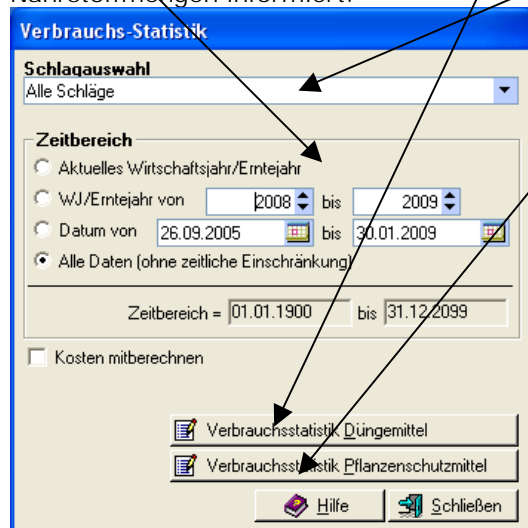 Nährstoffmengen informiert.
Verbrauchs-Statistik
Schlagauswahl
Alle Schläge
Zeitbereich
Aktuelles Wirtschaftsjahr/Erntejahr
WJ/Erntejahr von 2008 bis 2009
Datum von 26.09.2005 bis 30.01.2009
Alle Daten (ohne zeitliche Einschränkung)
Zeitbereich = 01.01.1900 bis 31.12.2099
Kosten mitberechnen
Verbrauchsstatistik Düngemittel
Verbrauchsstatistik Pflanzenschutzmittel
Hilfe Schließen